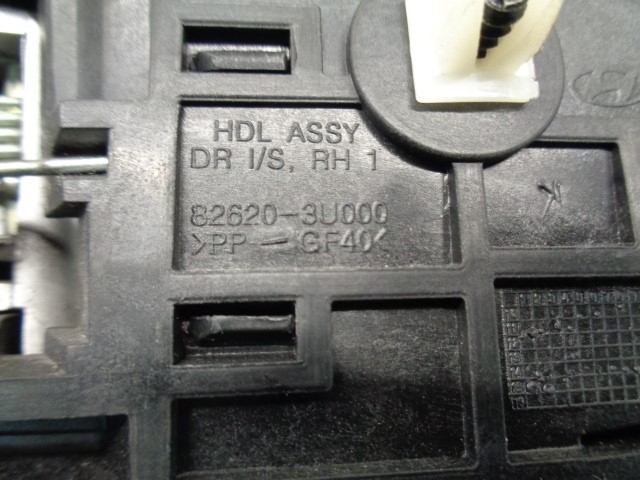 HDL ASSY
DR I/S, RH 1
82620-3U000
>PP-GF40<
K